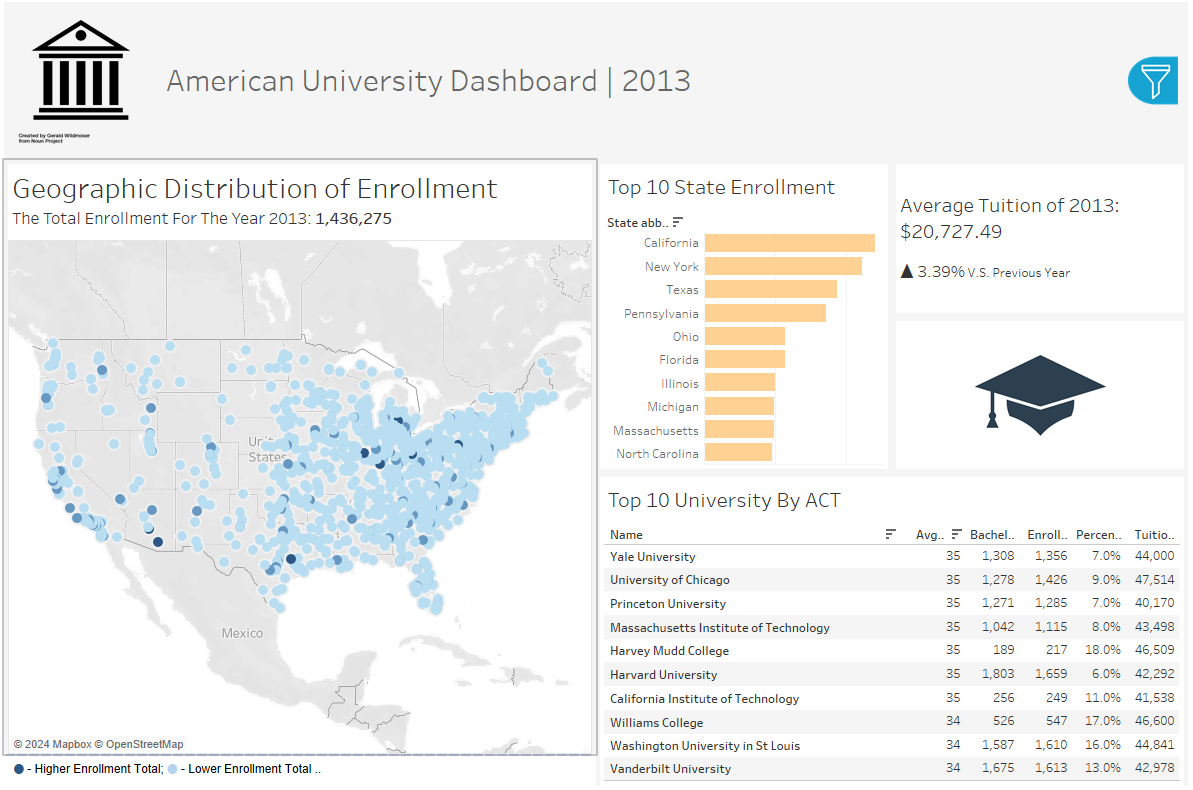 American University Dashboard | 2013
Created by Gerald Wildmoser
from Noun Project
Geographic Distribution of Enrollment
The Total Enrollment For The Year 2013: 1,436,275
United
States
Mexico
© 2024 Mapbox © OpenStreetMap
- Higher Enrollment Total; - Lower Enrollment Total ..
Top 10 State Enrollment
State abb..
California
New York
Texas
Pennsylvania
Ohio
Florida
Illinois
Michigan
Massachusetts
North Carolina
Average Tuition of 2013:
$20,727.49
▲ 3.39% V.S. Previous Year
Top 10 University By ACT
Name Avg.. Bachel.. Enroll.. Percen.. Tuitio..
Yale University 35 1,308 1,356 7.0% 44,000
University of Chicago 35 1,278 1,426 9.0% 47,514
Princeton University 35 1,271 1,285 7.0% 40,170
Massachusetts Institute of Technology 35 1,042 1,115 8.0% 43,498
Harvey Mudd College 35 189 217 18.0% 46,509
Harvard University 35 1,803 1,659 6.0% 42,292
California Institute of Technology 35 256 249 11.0% 41,538
Williams College 34 526 547 17.0% 46,600
Washington University in St Louis 34 1,587 1,610 16.0% 44,841
Vanderbilt University 34 1,675 1,613 13.0% 42,978